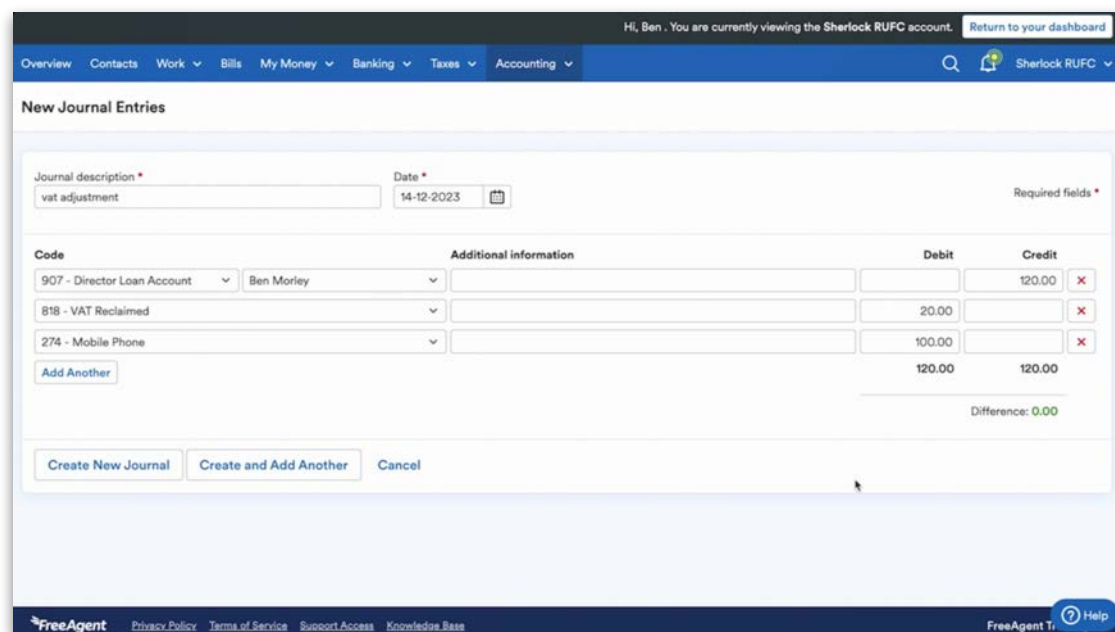 Hi, Ben . You are currently viewing the Sherlock RUFC account. Return to your dashboard
Overview Contacts Work Bills My Money Banking Taxes Accounting Sherlock RUFC
New Journal Entries
Journal description * Date *
vat adjustment 14-12-2023 Required fields *
Code Additional information Debit Credit
907 - Director Loan Account Ben Morley 120.00
818 - VAT Reclaimed 20.00
274 - Mobile Phone 100.00
Add Another 120.00 120.00
Difference: 0.00
Create New Journal Create and Add Another Cancel
Help
FreeAgent Privacy Policy Terms of Service Support Access Knowledge Base FreeAgent